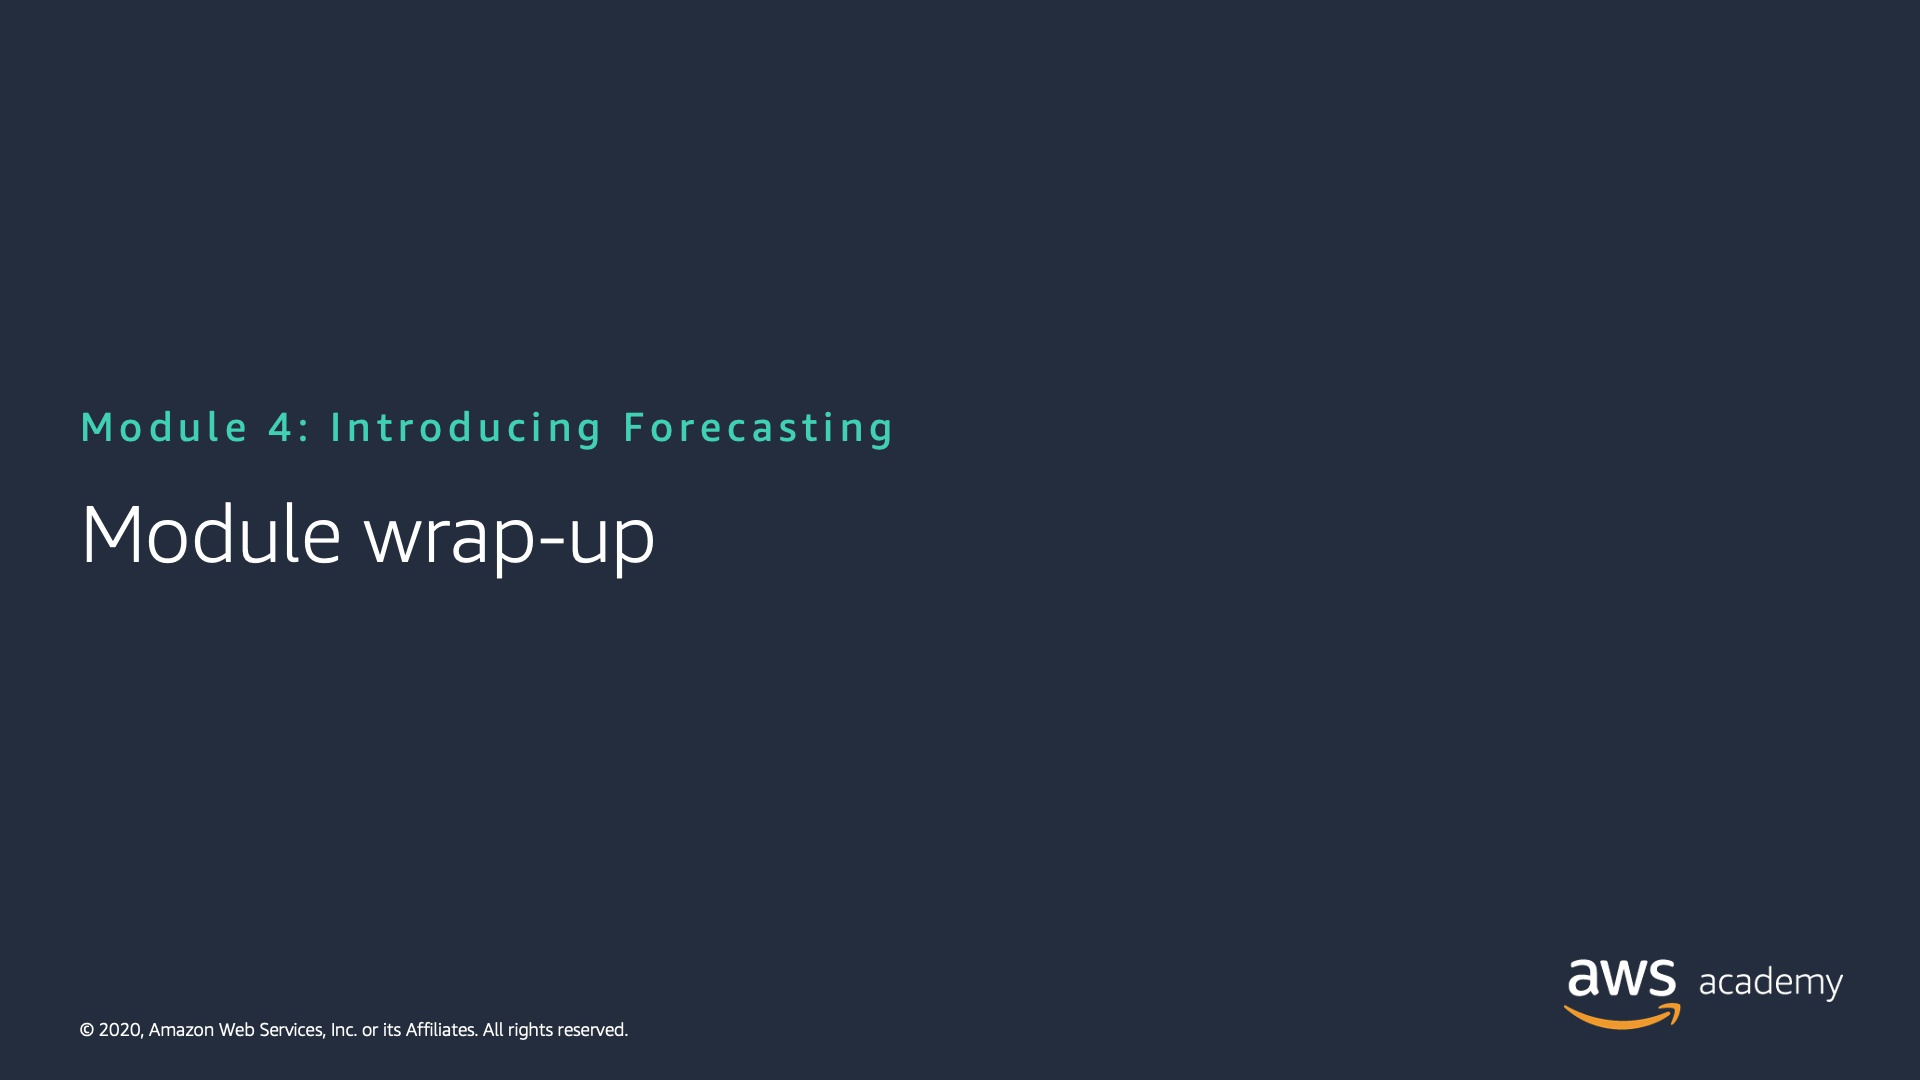 Module 4: Introducing Forecasting
Module wrap-up
aws academy
© 2020, Amazon Web Services, Inc. or its Affiliates. All rights reserved.